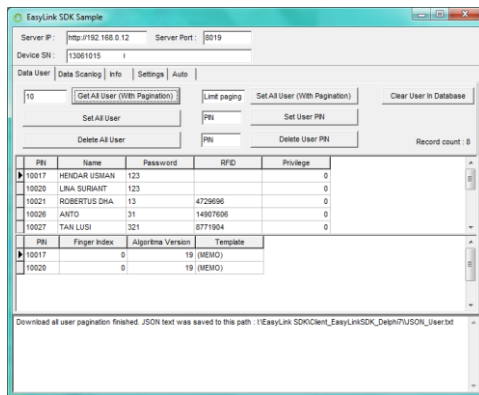 EasyLink SDK Sample
Server IP : http://192.168.0.12 Server Port : 8019
Device SN : 13061015
Data User Data Scanlog Info Settings Auto
10 Get All User (With Pagination) Limit paging Set All User (With Pagination) Clear User In Database
Set All User PIN Set User PIN
Delete All User PIN Delete User PIN Record count : 8
PIN Name Password RFID Privilege
10017 HENDAR USMAN 123 0
10020 LINA SURIANT 123 0
10021 ROBERTUS DHA 13 4729696 0
10026 ANTO 31 14907606 0
10027 TAN LUSI 321 8771904 0
PIN Finger Index Algoritma Version Template
10017 0 19 (MEMO)
10020 0 19 (MEMO)
Download all user pagination finished. JSON text was saved to this path : I:\EasyLink SDK\Client_EasyLinkSDK_Delphi7\JSON_User.txt